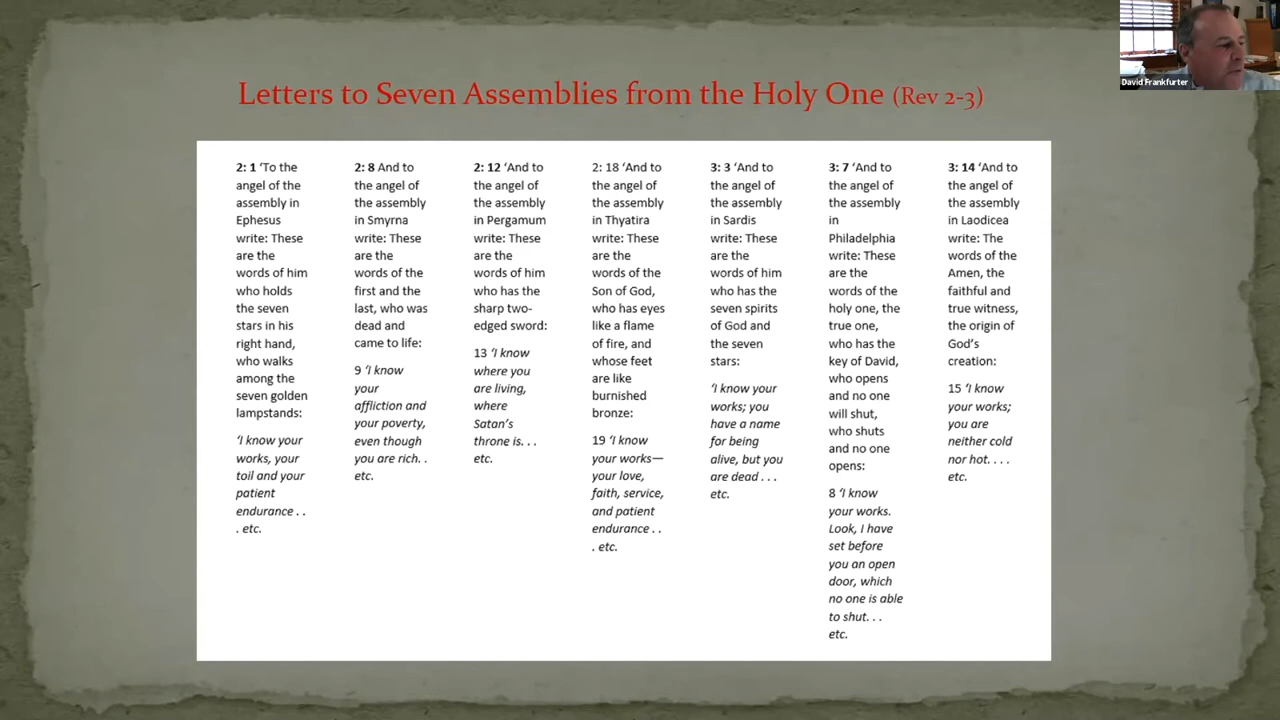 David Frankfurter
Letters to Seven Assemblies from the Holy One (Rev 2-3)
2: 1 ‘To the
angel of the
assembly in
Ephesus
write: These
are the
words of him
who holds
the seven
stars in his
right hand,
who walks
among the
seven golden
lampstands:
‘I know your
works, your
toil and your
patient
endurance . .
. etc.
2: 8 And to
the angel of
the assembly
in Smyrna
write: These
are the
words of the
first and the
last, who was
dead and
came to life:
9 ‘I know
your
affliction and
your poverty,
even though
you are rich. .
etc.
2: 12 ‘And to
the angel of
the assembly
in Pergamum
write: These
are the
words of him
who has the
sharp two-
edged sword:
13 ‘I know
where you
are living,
where
Satan’s
throne is. . .
etc.
2: 18 ‘And to
the angel of
the assembly
in Thyatira
write: These
are the
words of the
Son of God,
who has eyes
like a flame
of fire, and
whose feet
are like
burnished
bronze:
19 ‘I know
your works—
your love,
faith, service,
and patient
endurance . .
. etc.
3: 3 ‘And to
the angel of
the assembly
in Sardis
write: These
are the
words of him
who has the
seven spirits
of God and
the seven
stars:
‘I know your
works; you
have a name
for being
alive, but you
are dead . . .
etc.
3: 7 ‘And to
the angel of
the assembly
in
Philadelphia
write: These
are the
words of the
holy one, the
true one,
who has the
key of David,
who opens
and no one
will shut,
who shuts
and no one
opens:
8 ‘I know
your works.
Look, I have
set before
you an open
door, which
no one is able
to shut. . .
etc.
3: 14 ‘And to
the angel of
the assembly
in Laodicea
write: The
words of the
Amen, the
faithful and
true witness,
the origin of
God’s
creation:
15 ‘I know
your works;
you are
neither cold
nor hot. . . .
etc.